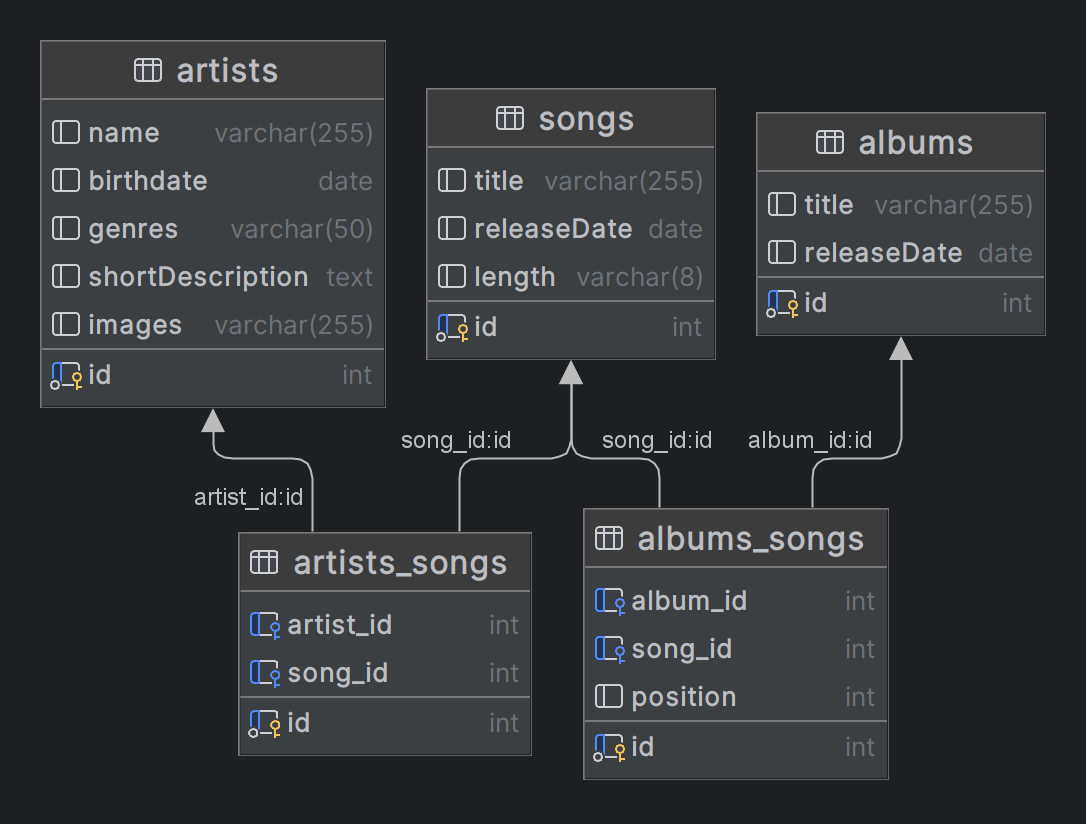 artists
name varchar(255)
birthdate date
genres varchar(50)
shortDescription text
images varchar(255)
id int
songs
title varchar(255)
releaseDate date
length varchar(8)
id int
albums
title varchar(255)
releaseDate date
id int
artist_id:id
song_id:id
song_id:id
album_id:id
artists_songs
artist_id int
song_id int
id int
albums_songs
album_id int
song_id int
position int
id int